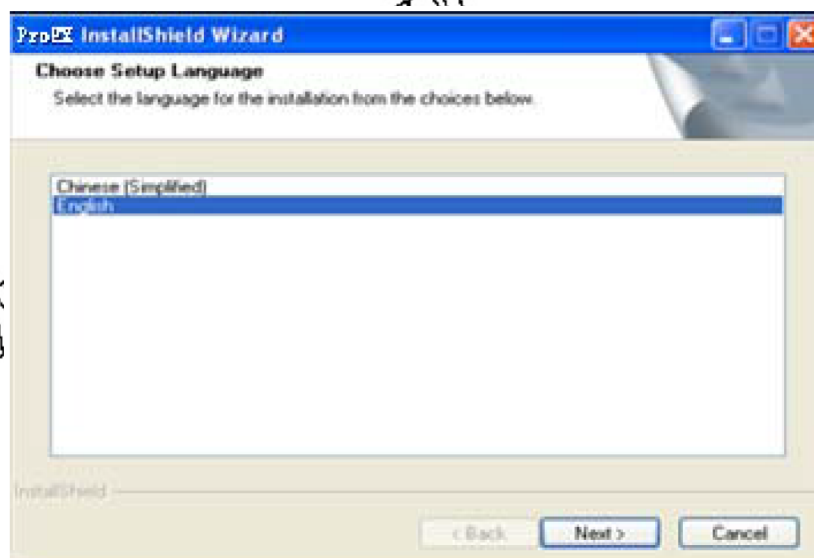 InstallShield Wizard
Choose Setup Language
Select the language for the installation from the choices below.
Chinese (Simplified)
English
InstallShield
< Back
Next >
Cancel